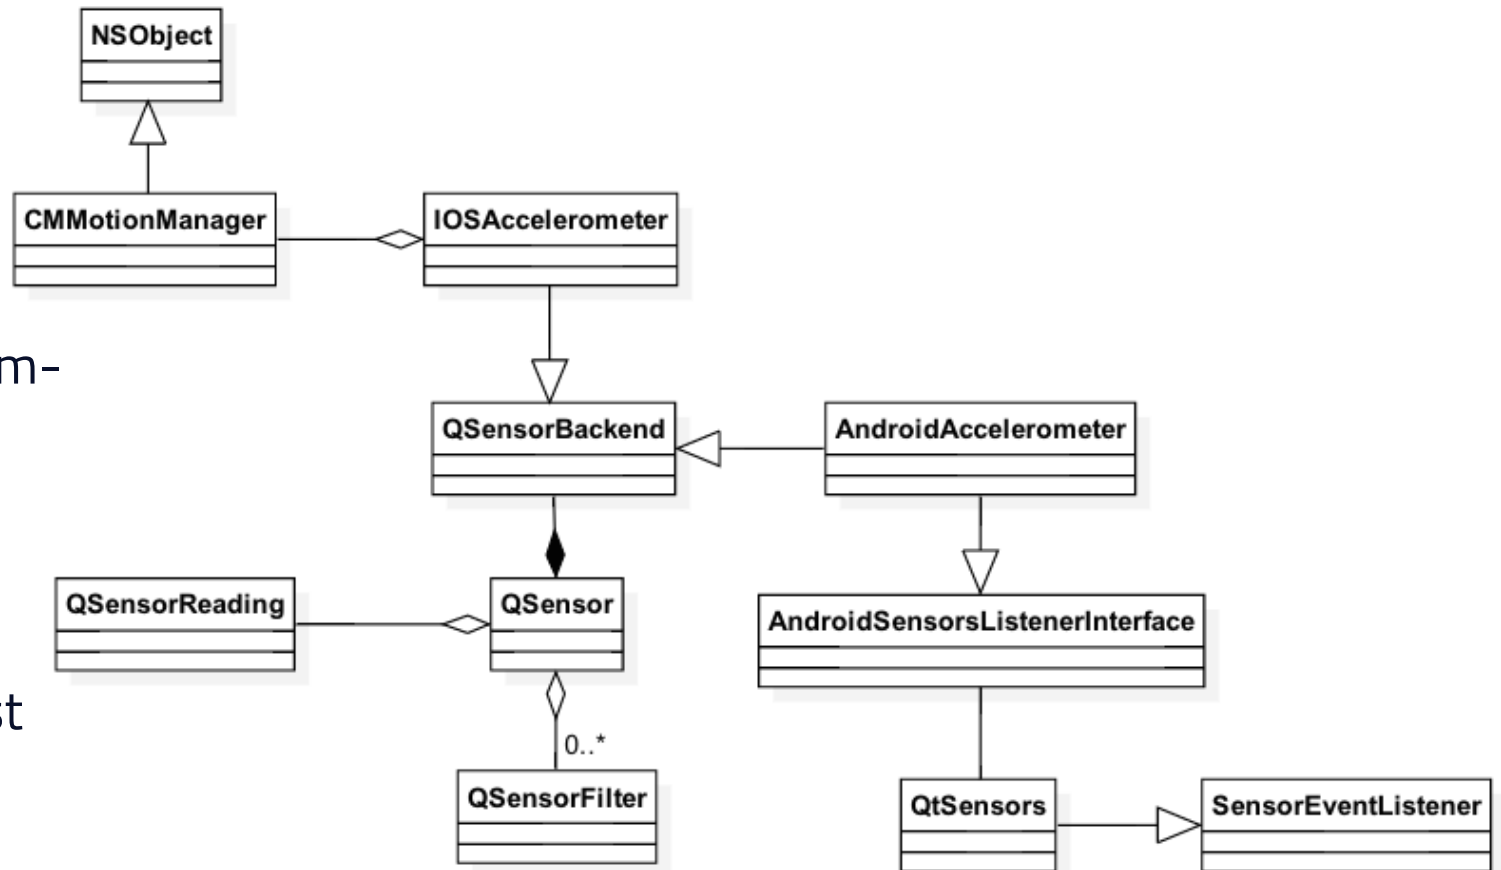 NSObject
CMMotionManager
IOSAccelerometer
m-
QSensorBackend
AndroidAccelerometer
QSensorReading
QSensor
AndroidSensorsListenerInterface
st
0..*
QSensorFilter
QtSensors
SensorEventListener